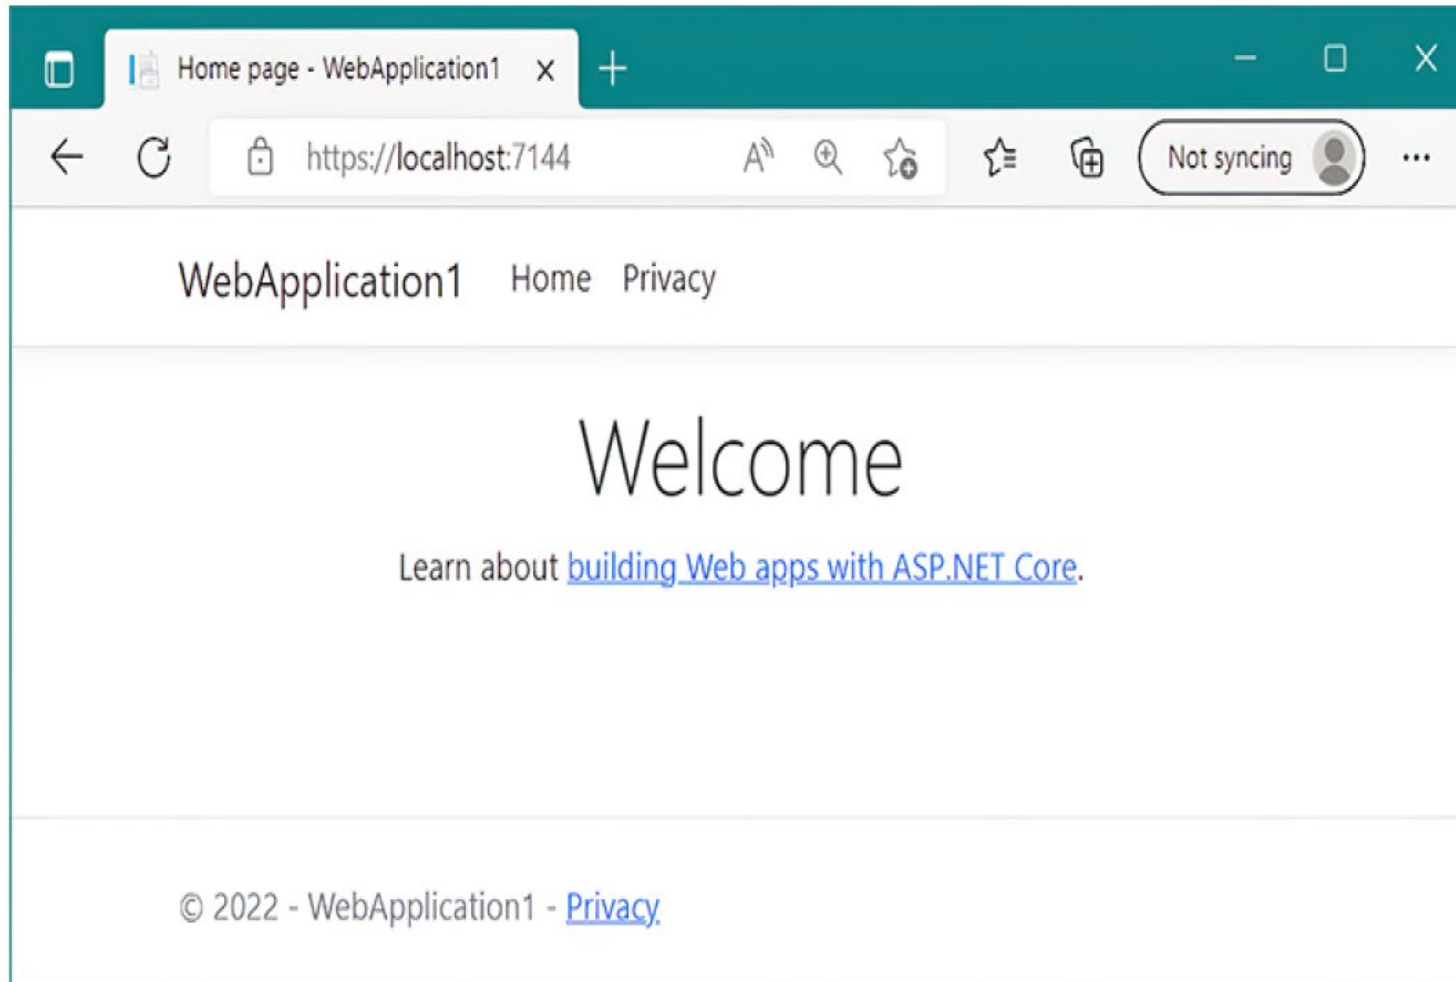 Home page - WebApplication1
https://localhost:7144
Not syncing
WebApplication1 Home Privacy
Welcome
Learn about building Web apps with ASP.NET Core.
© 2022 - WebApplication1 - Privacy